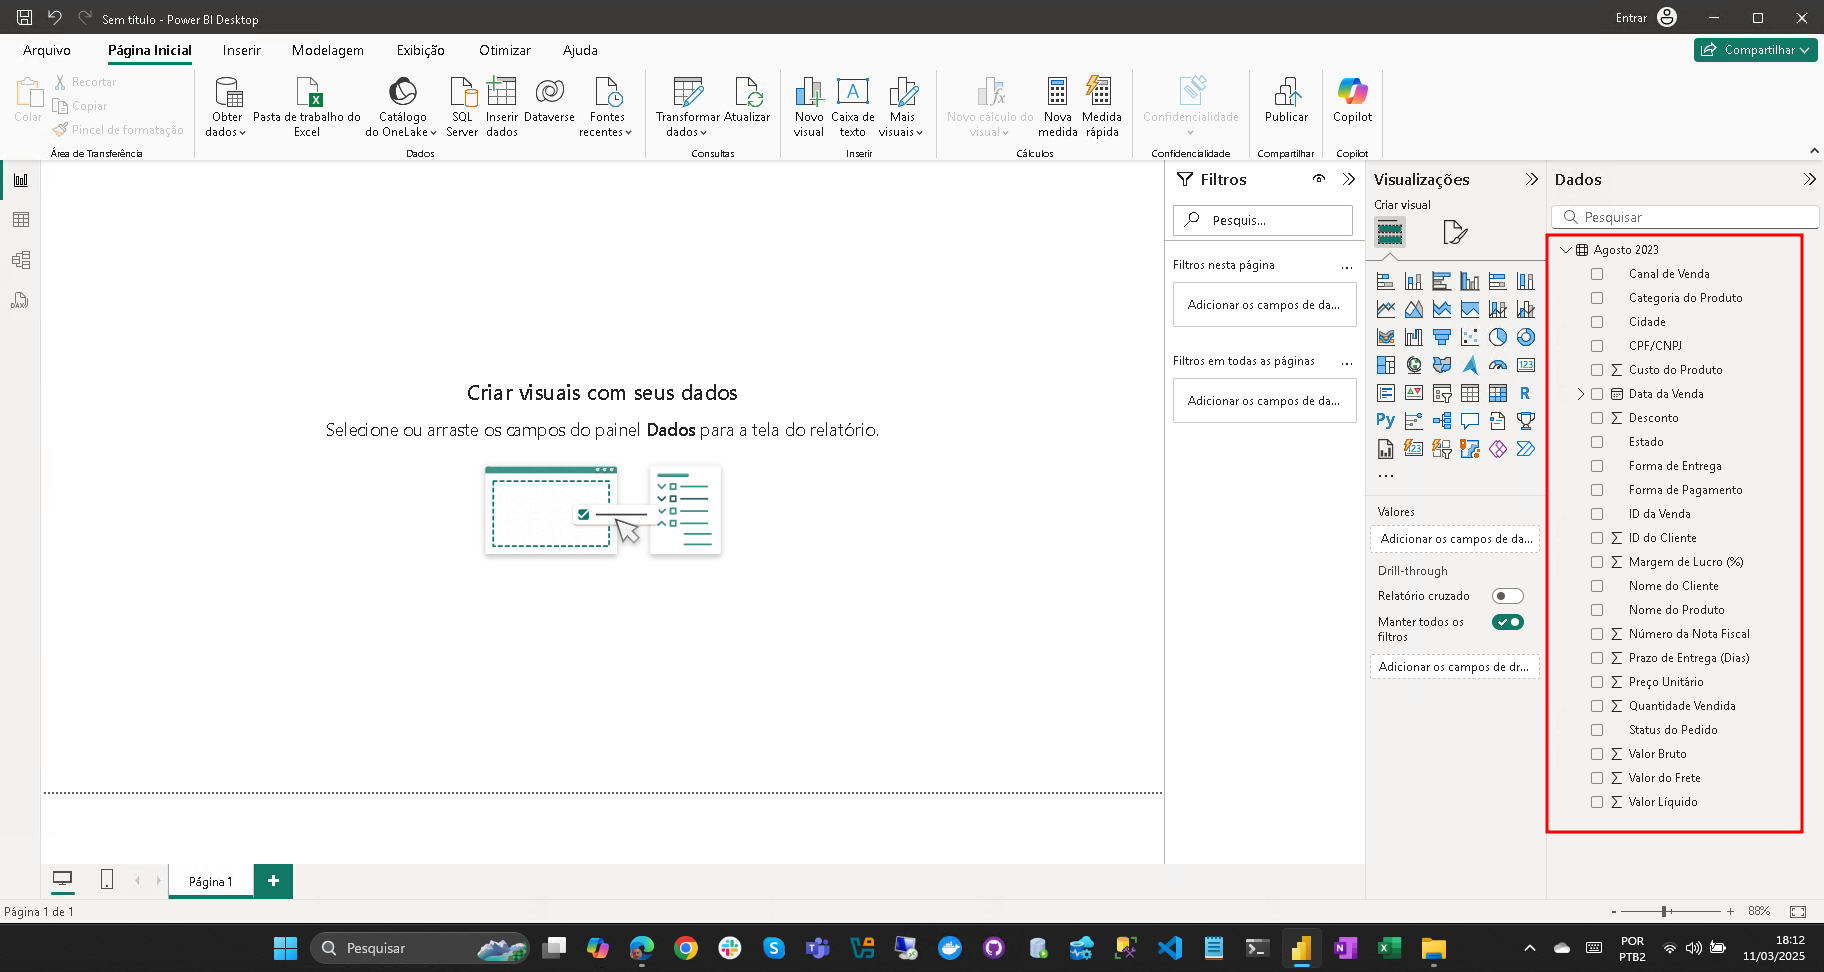 Sem título - Power BI Desktop
Entrar
Arquivo
Página Inicial
Inserir
Modelagem
Exibição
Otimizar
Ajuda
Compartilhar
Colar
Recortar
Copiar
Pincel de formatação
Área de Transferência
Obter
dados
Pasta de trabalho do
Excel
Catálogo
do OneLake
SQL
Server
Inserir
dados
Dataverse
Fontes
recentes
Dados
Transformar
dados
Atualizar
Consultas
Novo
visual
Caixa de
texto
Mais
visuais
Inserir
Novo cálculo do
visual
Nova
medida
Medida
rápida
Cálculos
Confidencialidade
Confidencialidade
Publicar
Compartilhar
Copilot
Copilot
Criar visuais com seus dados
Selecione ou arraste os campos do painel Dados para a tela do relatório.
Filtros
Pesquis...
Filtros nesta página
...
Adicionar os campos de da...
Filtros em todas as páginas
...
Adicionar os campos de da...
Visualizações
Criar visual
123
R
Py
...
Valores
Adicionar os campos de da...
Drill-through
Relatório cruzado
Manter todos os
filtros
Adicionar os campos de dr...
Dados
Pesquisar
Agosto 2023
Canal de Venda
Categoria do Produto
Cidade
CPF/CNPJ
Custo do Produto
Data da Venda
Desconto
Estado
Forma de Entrega
Forma de Pagamento
ID da Venda
ID do Cliente
Margem de Lucro (%)
Nome do Cliente
Nome do Produto
Número da Nota Fiscal
Prazo de Entrega (Dias)
Preço Unitário
Quantidade Vendida
Status do Pedido
Valor Bruto
Valor do Frete
Valor Líquido
DAX
Página 1
Página 1 de 1
- + 88%
Pesquisar
POR
PTB2
18:12
11/03/2025